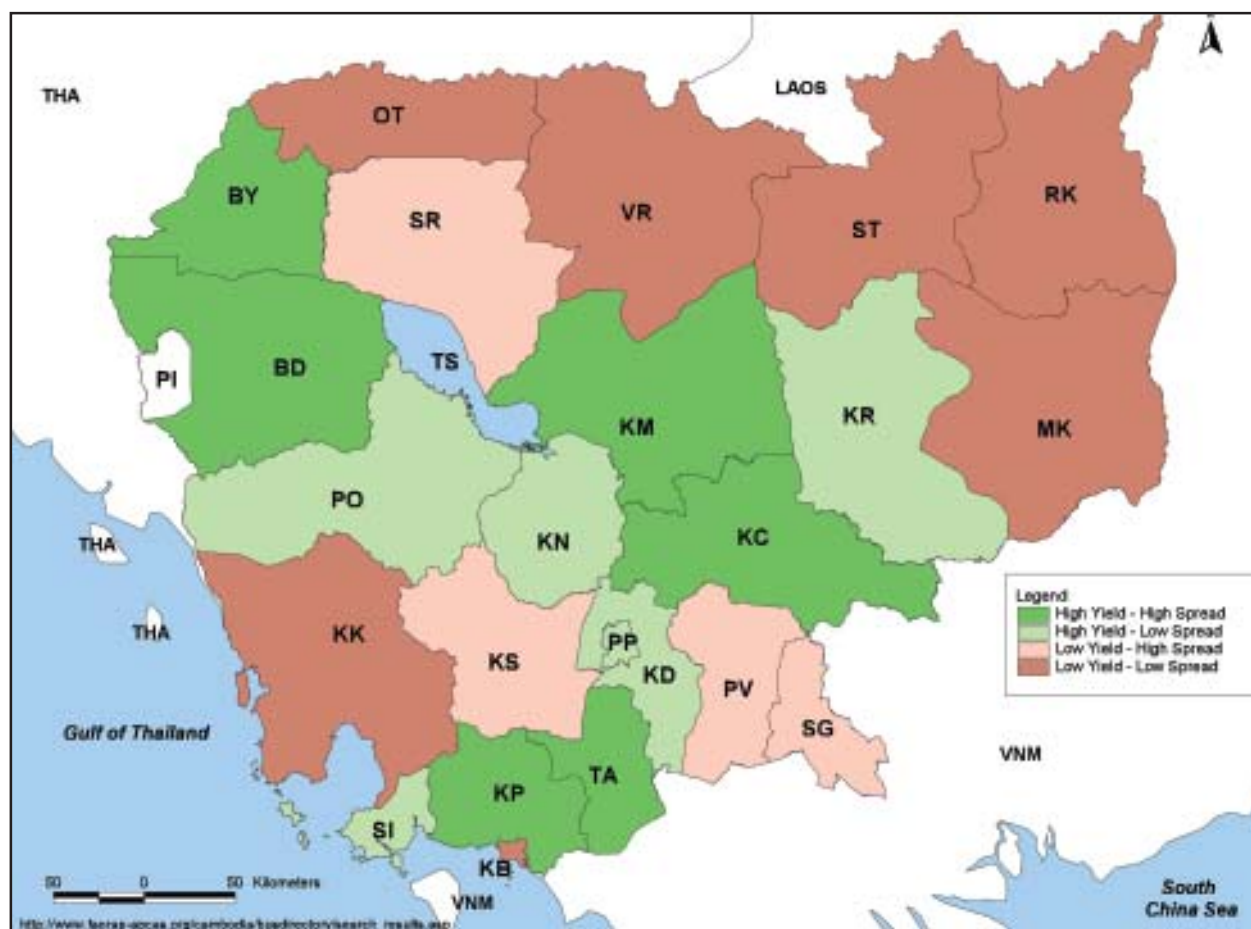 THA
LAOS
OT
BY
SR
VR
ST
RK
PI
BD
TS
KM
KR
MK
PO
KN
KC
THA
THA
KK
KS
PP
KD
PV
SG
Legend:
High Yield - High Spread
High Yield - Low Spread
Low Yield - High Spread
Low Yield - Low Spread
Gulf of Thailand
VNM
TA
KP
SI
KB
50 0 50 Kilometers
VNM
South
China Sea